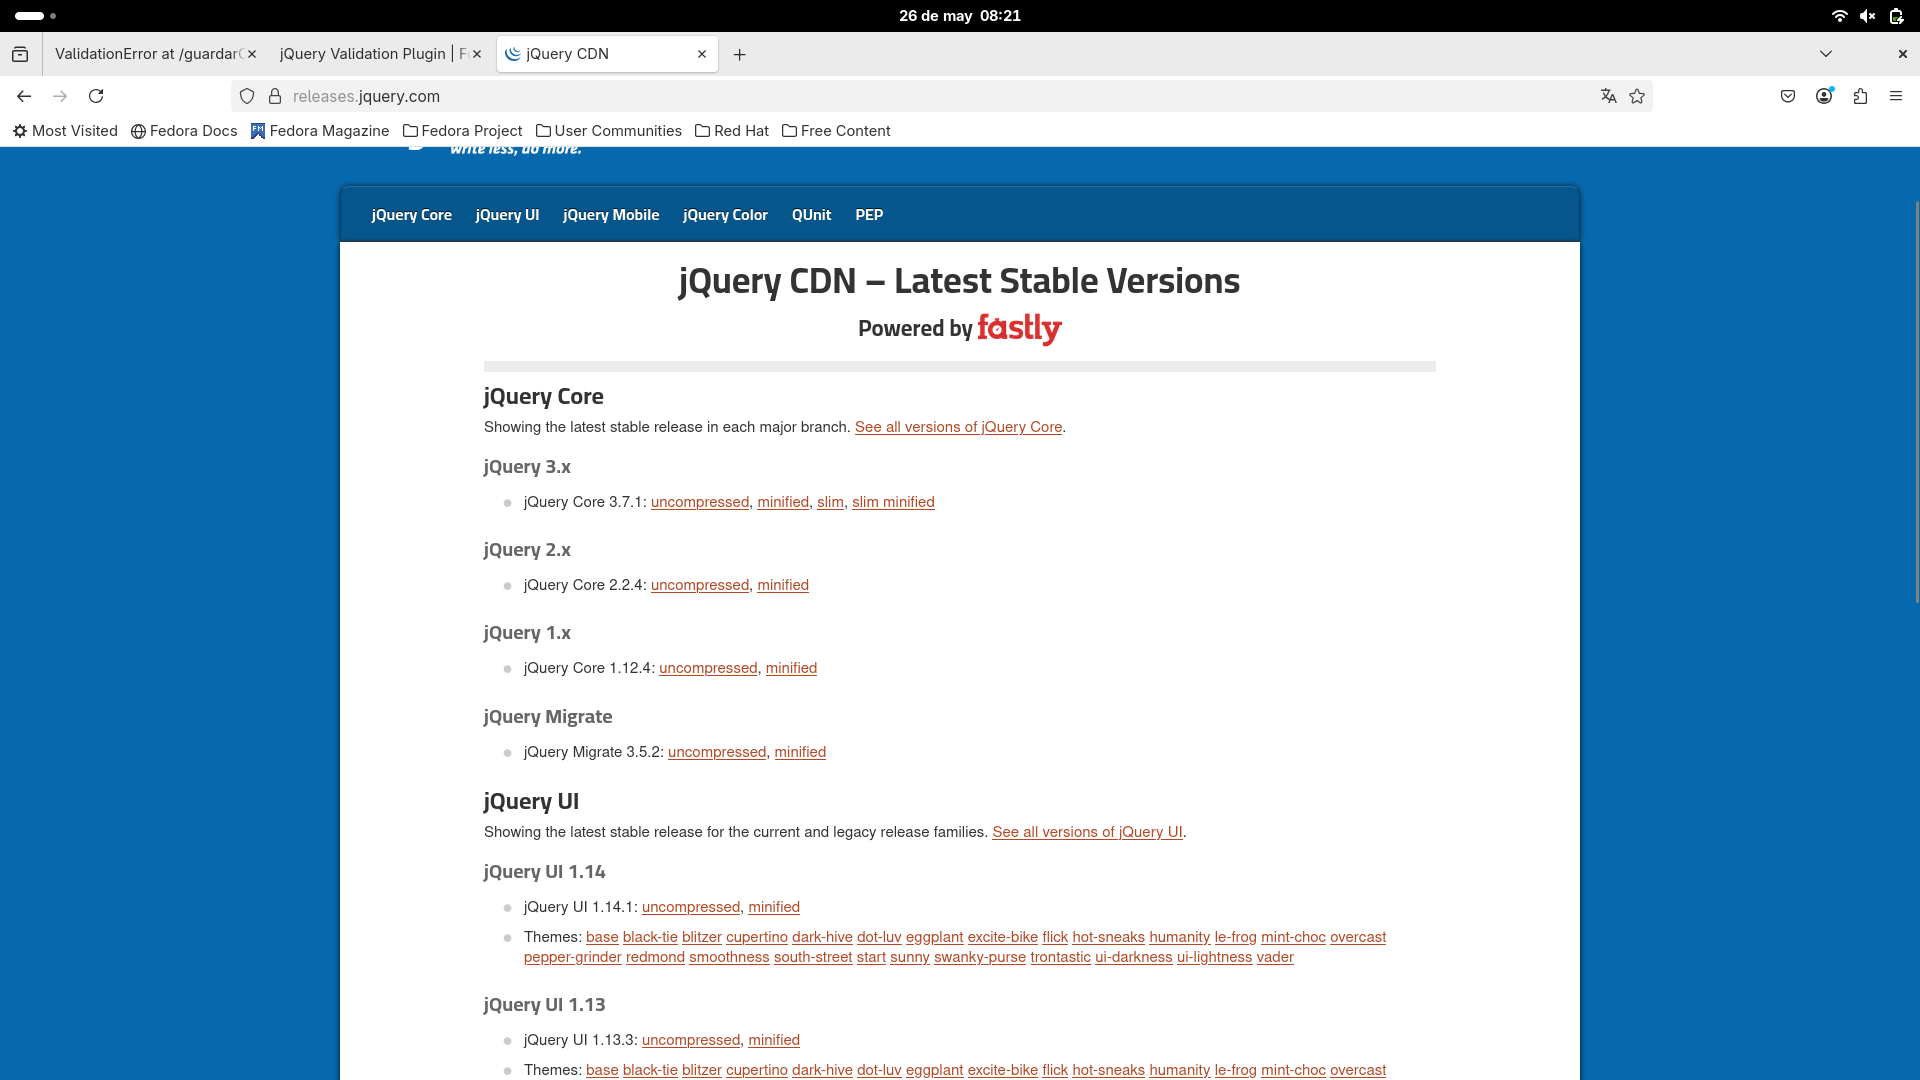 26 de may 08:21
ValidationError at /guardar
jQuery Validation Plugin | F
jQuery CDN
releases.jquery.com
Most Visited
Fedora Docs
Fedora Magazine
Fedora Project
User Communities
Red Hat
Free Content
write less, do more.
jQuery Core
jQuery UI
jQuery Mobile
jQuery Color
QUnit
PEP
jQuery CDN – Latest Stable Versions
Powered by fastly
jQuery Core
Showing the latest stable release in each major branch. See all versions of jQuery Core.
jQuery 3.x
jQuery Core 3.7.1: uncompressed, minified, slim, slim minified
jQuery 2.x
jQuery Core 2.2.4: uncompressed, minified
jQuery 1.x
jQuery Core 1.12.4: uncompressed, minified
jQuery Migrate
jQuery Migrate 3.5.2: uncompressed, minified
jQuery UI
Showing the latest stable release for the current and legacy release families. See all versions of jQuery UI.
jQuery UI 1.14
jQuery UI 1.14.1: uncompressed, minified
Themes: base black-tie blitzer cupertino dark-hive dot-luv eggplant excite-bike flick hot-sneaks humanity le-frog mint-choc overcast
pepper-grinder redmond smoothness south-street start sunny swanky-purse trontastic ui-darkness ui-lightness vader
jQuery UI 1.13
jQuery UI 1.13.3: uncompressed, minified
Themes: base black-tie blitzer cupertino dark-hive dot-luv eggplant excite-bike flick hot-sneaks humanity le-frog mint-choc overcast